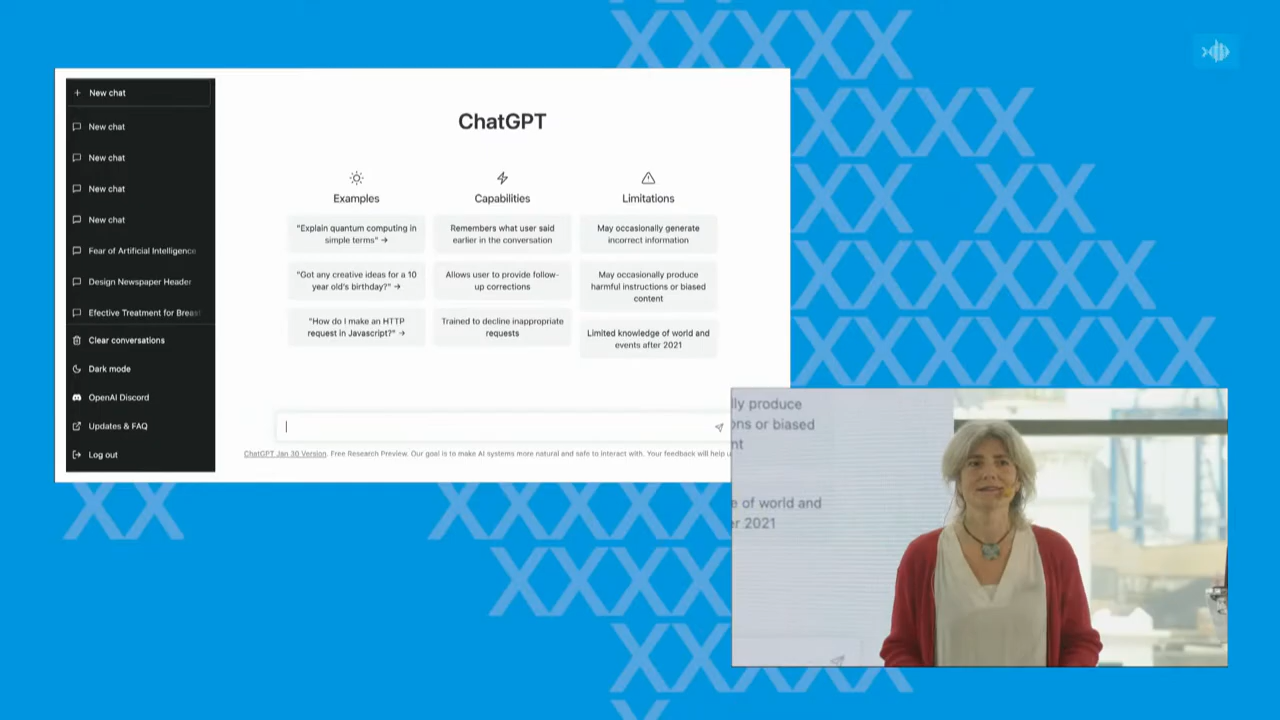 New chat
New chat
New chat
New chat
New chat
Fear of Artificial Intelligence
Design Newspaper Header
Efective Treatment for Breast
Clear conversations
Dark mode
OpenAI Discord
Updates & FAQ
Log out
ChatGPT
Examples
"Explain quantum computing in
simple terms" →
"Got any creative ideas for a 10
year old's birthday?" →
"How do I make an HTTP
request in Javascript?" →
Capabilities
Remembers what user said
earlier in the conversation
Allows user to provide follow-
up corrections
Trained to decline inappropriate
requests
Limitations
May occasionally generate
incorrect information
May occasionally produce
harmful instructions or biased
content
Limited knowledge of world and
events after 2021
ChatGPT Jan 30 Version. Free Research Preview. Our goal is to make AI systems more natural and safe to interact with. Your feedback will help u
lly produce
ons or biased
nt
e of world and
r 2021